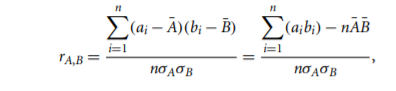 r_{A,B} = \frac{\sum_{i=1}^{n} (a_i - \bar{A})(b_i - \bar{B})}{n\sigma_A\sigma_B} = \frac{\sum_{i=1}^{n} (a_i b_i) - n\bar{A}\bar{B}}{n\sigma_A\sigma_B},